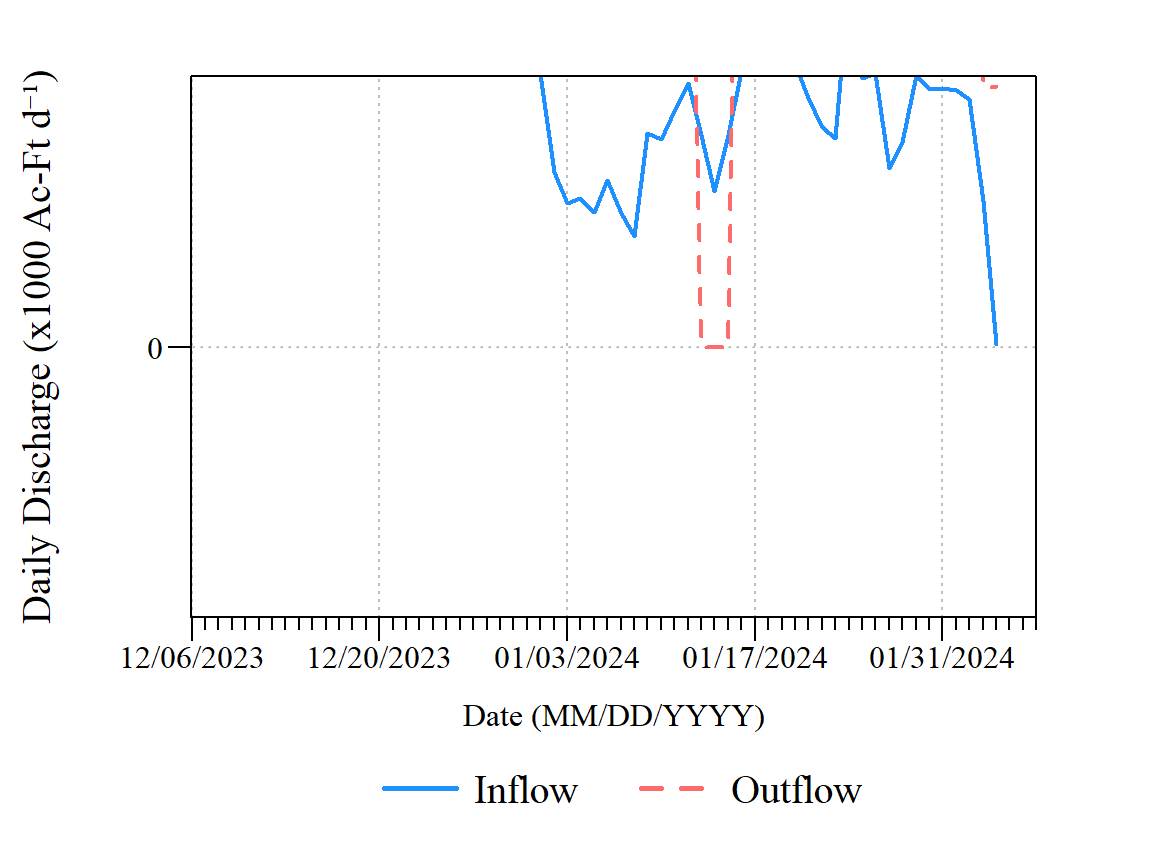 Daily Discharge (x1000 Ac-Ft d⁻¹)
0
12/06/2023 12/20/2023 01/03/2024 01/17/2024 01/31/2024
Date (MM/DD/YYYY)
Inflow Outflow